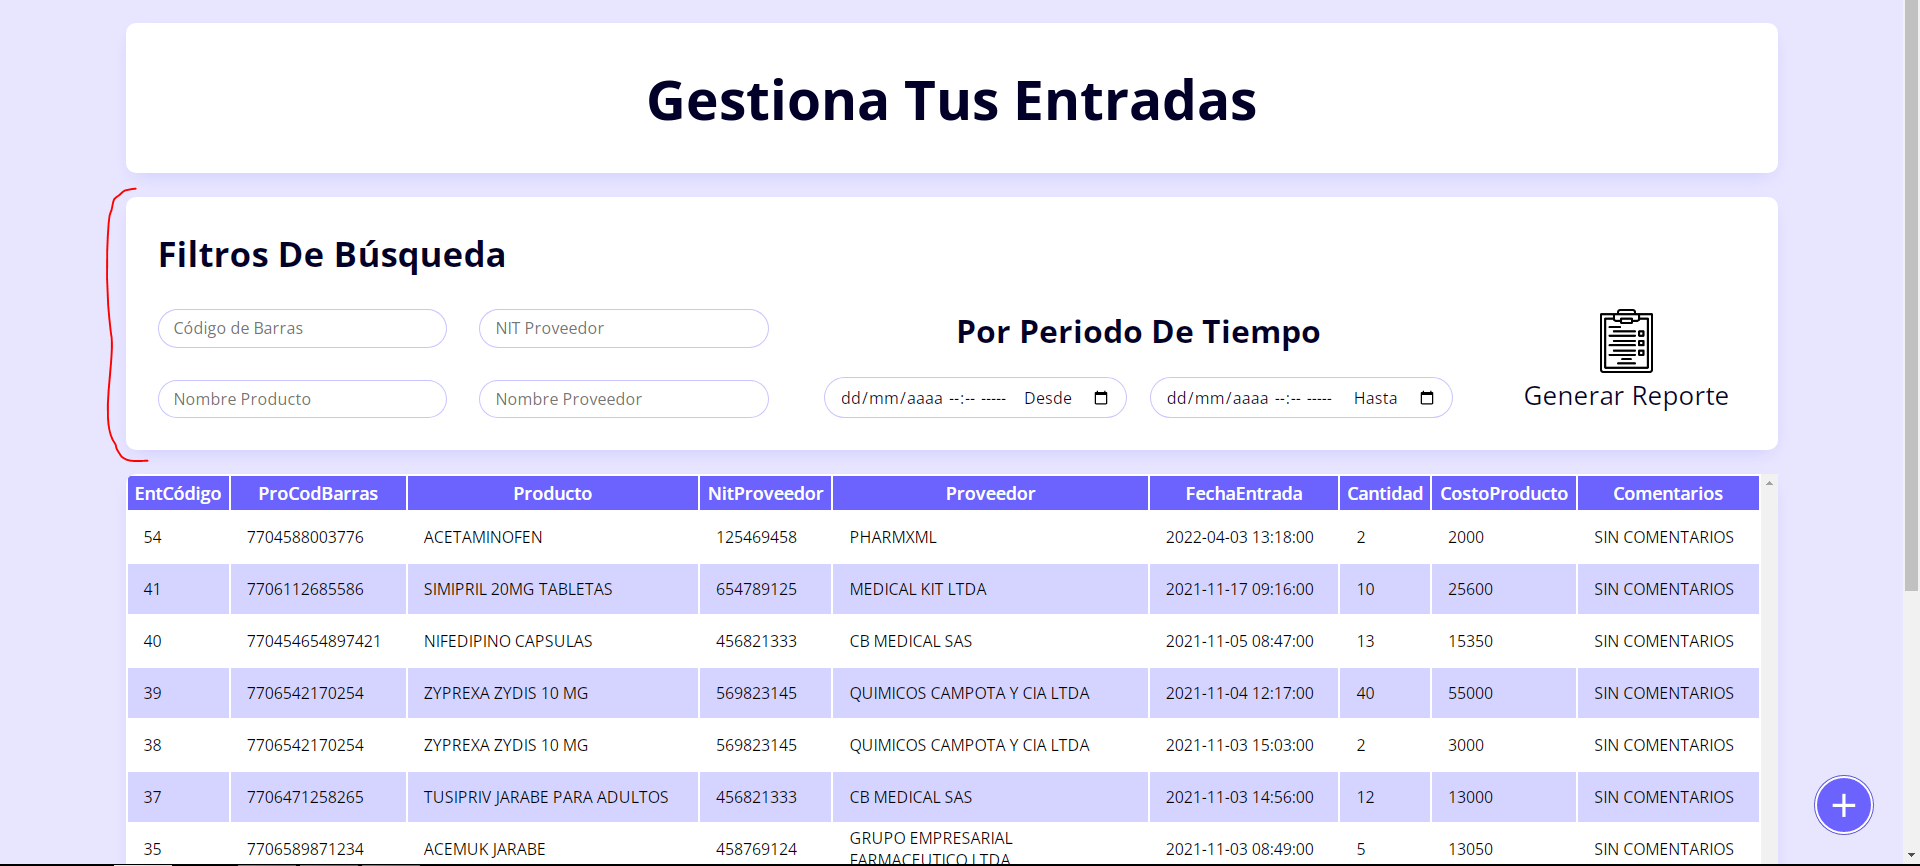 Gestiona Tus Entradas
Filtros De Búsqueda
Código de Barras NIT Proveedor
Nombre Producto Nombre Proveedor
Por Periodo De Tiempo
dd/mm/aaaa --:-- ----- Desde dd/mm/aaaa --:-- ----- Hasta
Generar Reporte
EntCódigo ProCodBarras Producto NitProveedor Proveedor FechaEntrada Cantidad CostoProducto Comentarios
54 7704588003776 ACETAMINOFEN 125469458 PHARMXML 2022-04-03 13:18:00 2 2000 SIN COMENTARIOS
41 7706112685586 SIMIPRIL 20MG TABLETAS 654789125 MEDICAL KIT LTDA 2021-11-17 09:16:00 10 25600 SIN COMENTARIOS
40 770454654897421 NIFEDIPINO CAPSULAS 456821333 CB MEDICAL SAS 2021-11-05 08:47:00 13 15350 SIN COMENTARIOS
39 7706542170254 ZYPREXA ZYDIS 10 MG 569823145 QUIMICOS CAMPOTA Y CIA LTDA 2021-11-04 12:17:00 40 55000 SIN COMENTARIOS
38 7706542170254 ZYPREXA ZYDIS 10 MG 569823145 QUIMICOS CAMPOTA Y CIA LTDA 2021-11-03 15:03:00 2 3000 SIN COMENTARIOS
37 7706471258265 TUSIPRIV JARABE PARA ADULTOS 456821333 CB MEDICAL SAS 2021-11-03 14:56:00 12 13000 SIN COMENTARIOS
35 7706589871234 ACEMUK JARABE 458769124 GRUPO EMPRESARIAL FARMACEUTICO LTDA 2021-11-03 08:49:00 5 13050 SIN COMENTARIOS